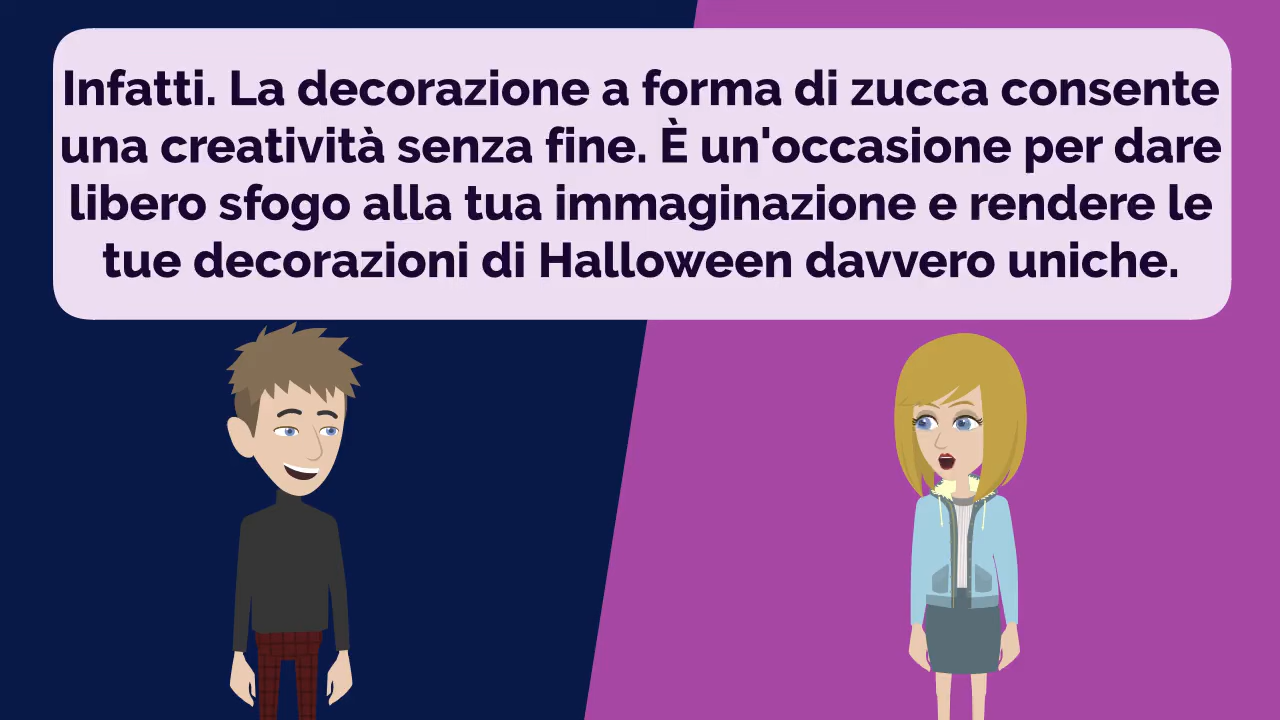 Infatti. La decorazione a forma di zucca consente
una creatività senza fine. È un'occasione per dare
libero sfogo alla tua immaginazione e rendere le
tue decorazioni di Halloween davvero uniche.